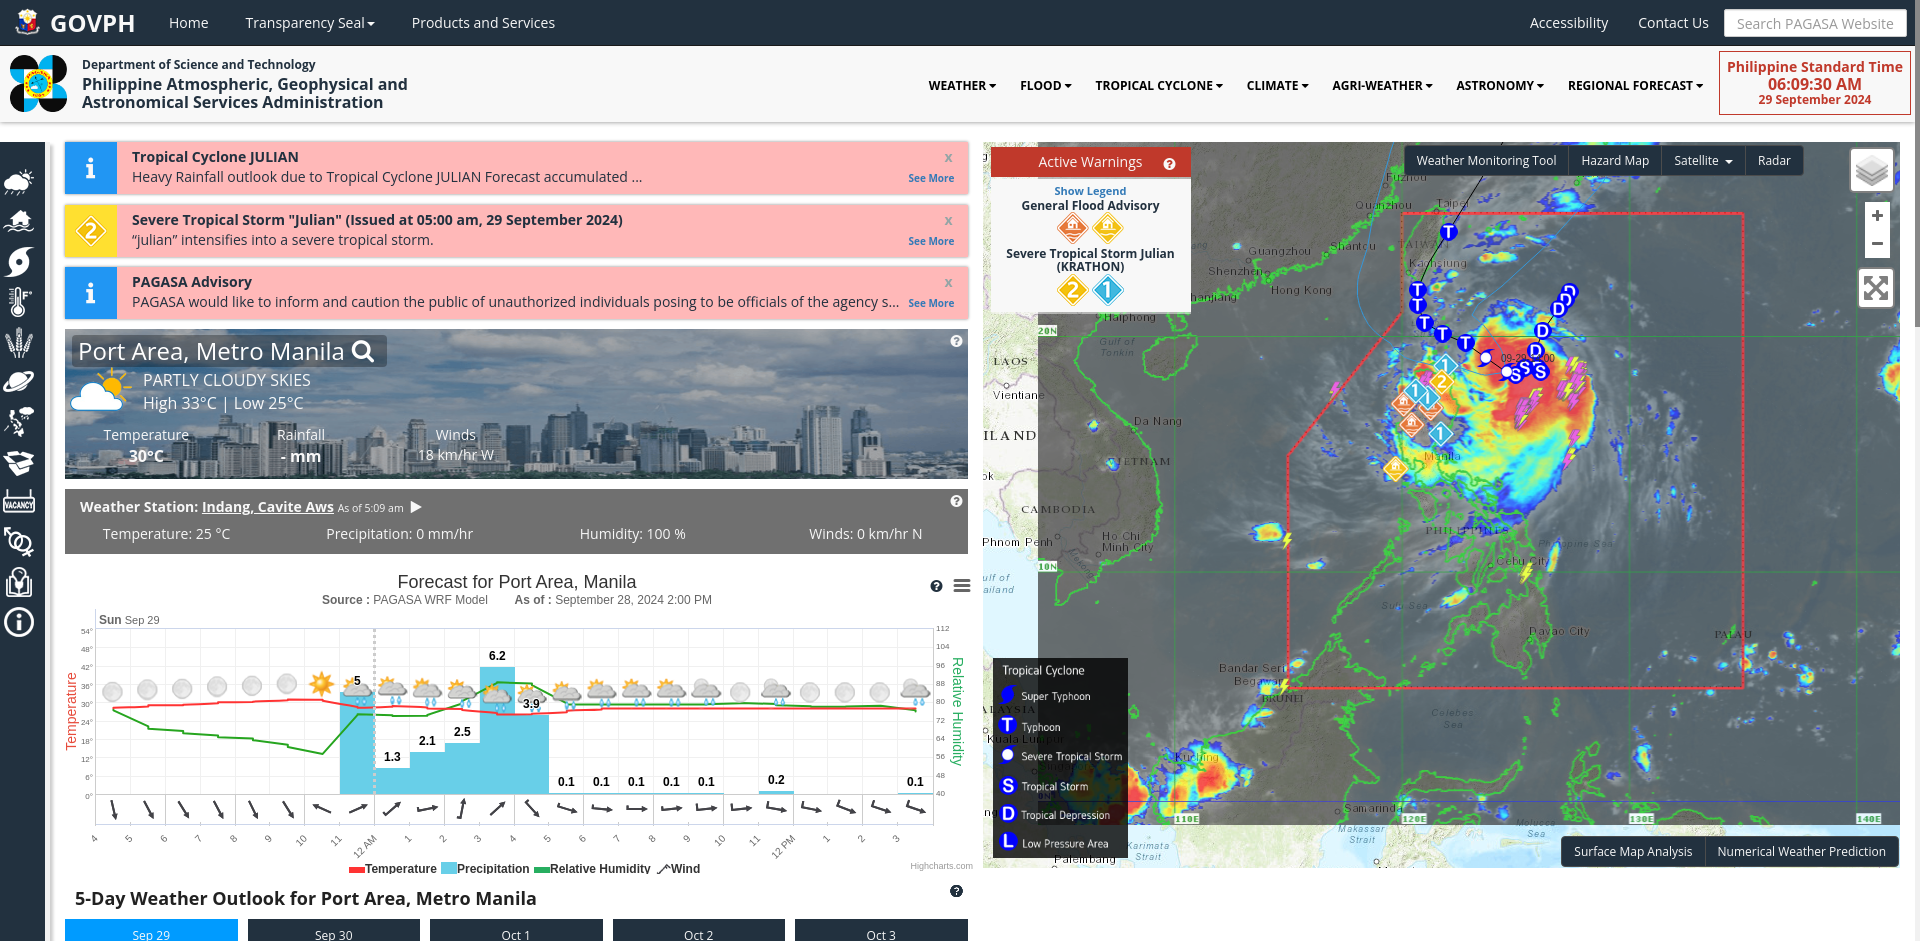 GOVPH
Home
Transparency Seal
Products and Services
Accessibility
Contact Us
Search PAGASA Website
Department of Science and Technology
Philippine Atmospheric, Geophysical and
Astronomical Services Administration
WEATHER
FLOOD
TROPICAL CYCLONE
CLIMATE
AGRI-WEATHER
ASTRONOMY
REGIONAL FORECAST
Philippine Standard Time
06:09:30 AM
29 September 2024
VACANCY
Tropical Cyclone JULIAN
x
Heavy Rainfall outlook due to Tropical Cyclone JULIAN Forecast accumulated ...
See More
2
Severe Tropical Storm "Julian" (Issued at 05:00 am, 29 September 2024)
x
“julian” intensifies into a severe tropical storm.
See More
PAGASA Advisory
x
PAGASA would like to inform and caution the public of unauthorized individuals posing to be officials of the agency s...
See More
Port Area, Metro Manila
PARTLY CLOUDY SKIES
High 33°C | Low 25°C
Temperature
30°C
Rainfall
- mm
Winds
18 km/hr W
Weather Station: Indang, Cavite Aws As of 5:09 am
Temperature: 25 °C
Precipitation: 0 mm/hr
Humidity: 100 %
Winds: 0 km/hr N
Forecast for Port Area, Manila
Source : PAGASA WRF Model As of : September 28, 2024 2:00 PM
Sun Sep 29
Temperature
54°
48°
42°
36°
30°
24°
18°
12°
6°
0°
5
1.3
2.1
2.5
6.2
3.9
0.1
0.1
0.1
0.1
0.1
0.2
0.1
112
104
96
88
80
72
64
56
48
40
Relative Humidity
4 5 6 7 8 9 10 11 12 AM 1 2 3 4 5 6 7 8 9 10 11 12 PM 1 2 3
Temperature Precipitation Relative Humidity Wind
Highcharts.com
5-Day Weather Outlook for Port Area, Metro Manila
Sep 29
Sep 30
Oct 1
Oct 2
Oct 3
Active Warnings
Show Legend
General Flood Advisory
Severe Tropical Storm Julian
(KRATHON)
2 1
Weather Monitoring Tool
Hazard Map
Satellite
Radar
+
−
Fuzhou
Quanzhou
Taipei
Guangzhou
Shantou
TAIWAN
Kaohsiung
Shenzhen
Hong Kong
Zhanjiang
Haiphong
20N
Gulf of
Tonkin
LAOS
Vientiane
Da Nang
VIETNAM
CAMBODIA
Phnom Penh
Ho Chi
Minh City
10N
Manila
PHILIPPINES
Philippine Sea
Cebu City
Sulu Sea
Davao City
PALAU
Bandar Seri
Begawan
BRUNEI
Celebes
Sea
Kuala Lumpur
Kuching
Samarinda
Makassar
Strait
Molucca
Sea
Karimata
Strait
Palembang
110E
120E
130E
140E
Tropical Cyclone
Super Typhoon
T Typhoon
Severe Tropical Storm
S Tropical Storm
D Tropical Depression
L Low Pressure Area
Surface Map Analysis
Numerical Weather Prediction